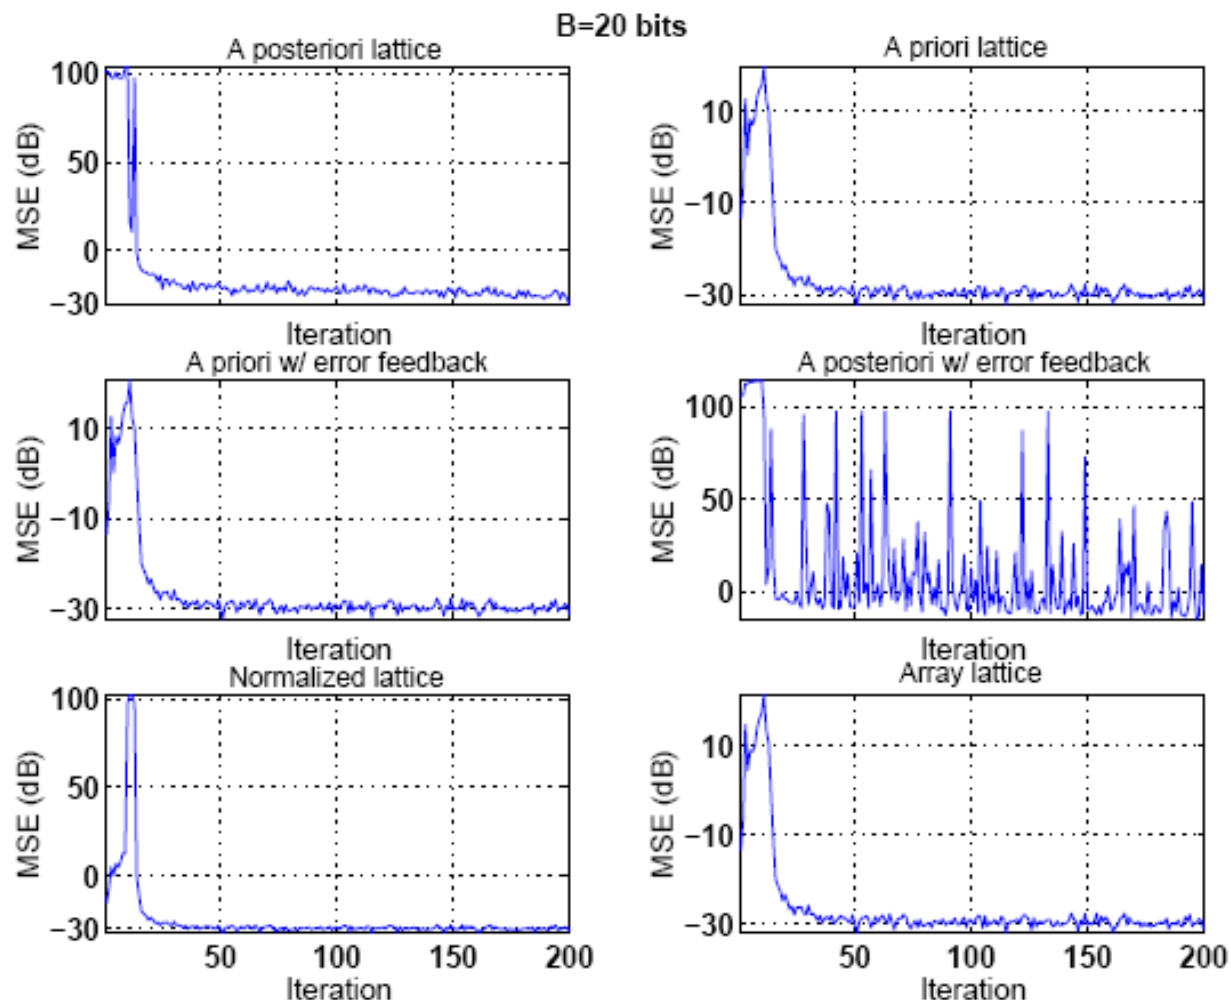 B=20 bits
A posteriori lattice
MSE (dB)
100
50
0
−30
Iteration
A priori lattice
MSE (dB)
10
−10
−30
Iteration
A priori w/ error feedback
MSE (dB)
10
−10
−30
Iteration
A posteriori w/ error feedback
MSE (dB)
100
50
0
Iteration
Normalized lattice
MSE (dB)
100
50
0
−30
50 100 150 200
Iteration
Array lattice
MSE (dB)
10
−10
−30
50 100 150 200
Iteration